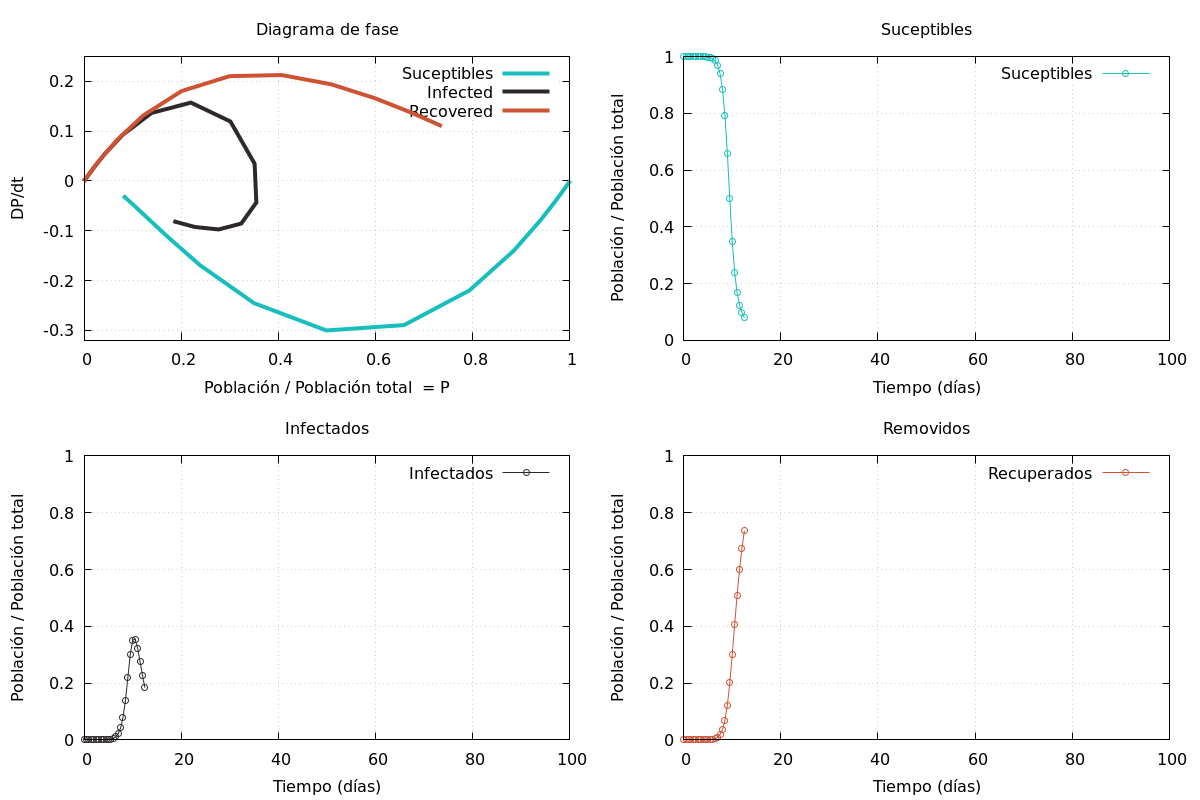 Diagrama de fase
Suceptibles
Infected
Recovered
0.2
0.1
0
-0.1
-0.2
-0.3
DP/dt
0 0.2 0.4 0.6 0.8 1
Población / Población total = P
Suceptibles
Suceptibles
1
0.8
0.6
0.4
0.2
0
Población / Población total
0 20 40 60 80 100
Tiempo (días)
Infectados
Infectados
1
0.8
0.6
0.4
0.2
0
Población / Población total
0 20 40 60 80 100
Tiempo (días)
Removidos
Recuperados
1
0.8
0.6
0.4
0.2
0
Población / Población total
0 20 40 60 80 100
Tiempo (días)